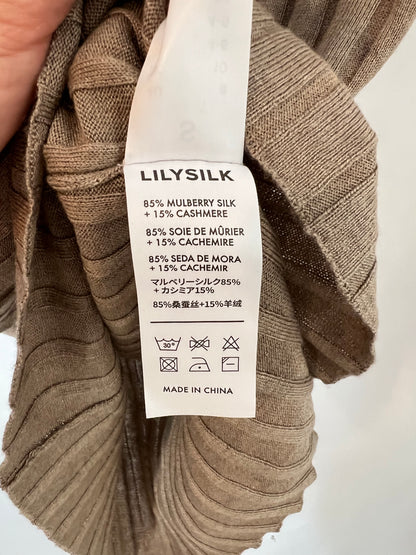 LILYSILK
85% MULBERRY SILK
+ 15% CASHMERE
85% SOIE DE MÛRIER
+ 15% CACHEMIRE
85% SEDA DE MORA
+ 15% CACHEMIR
マルベリーシルク85%
+ カシミア15%
85%桑蚕丝+15%羊绒
30°
MADE IN CHINA